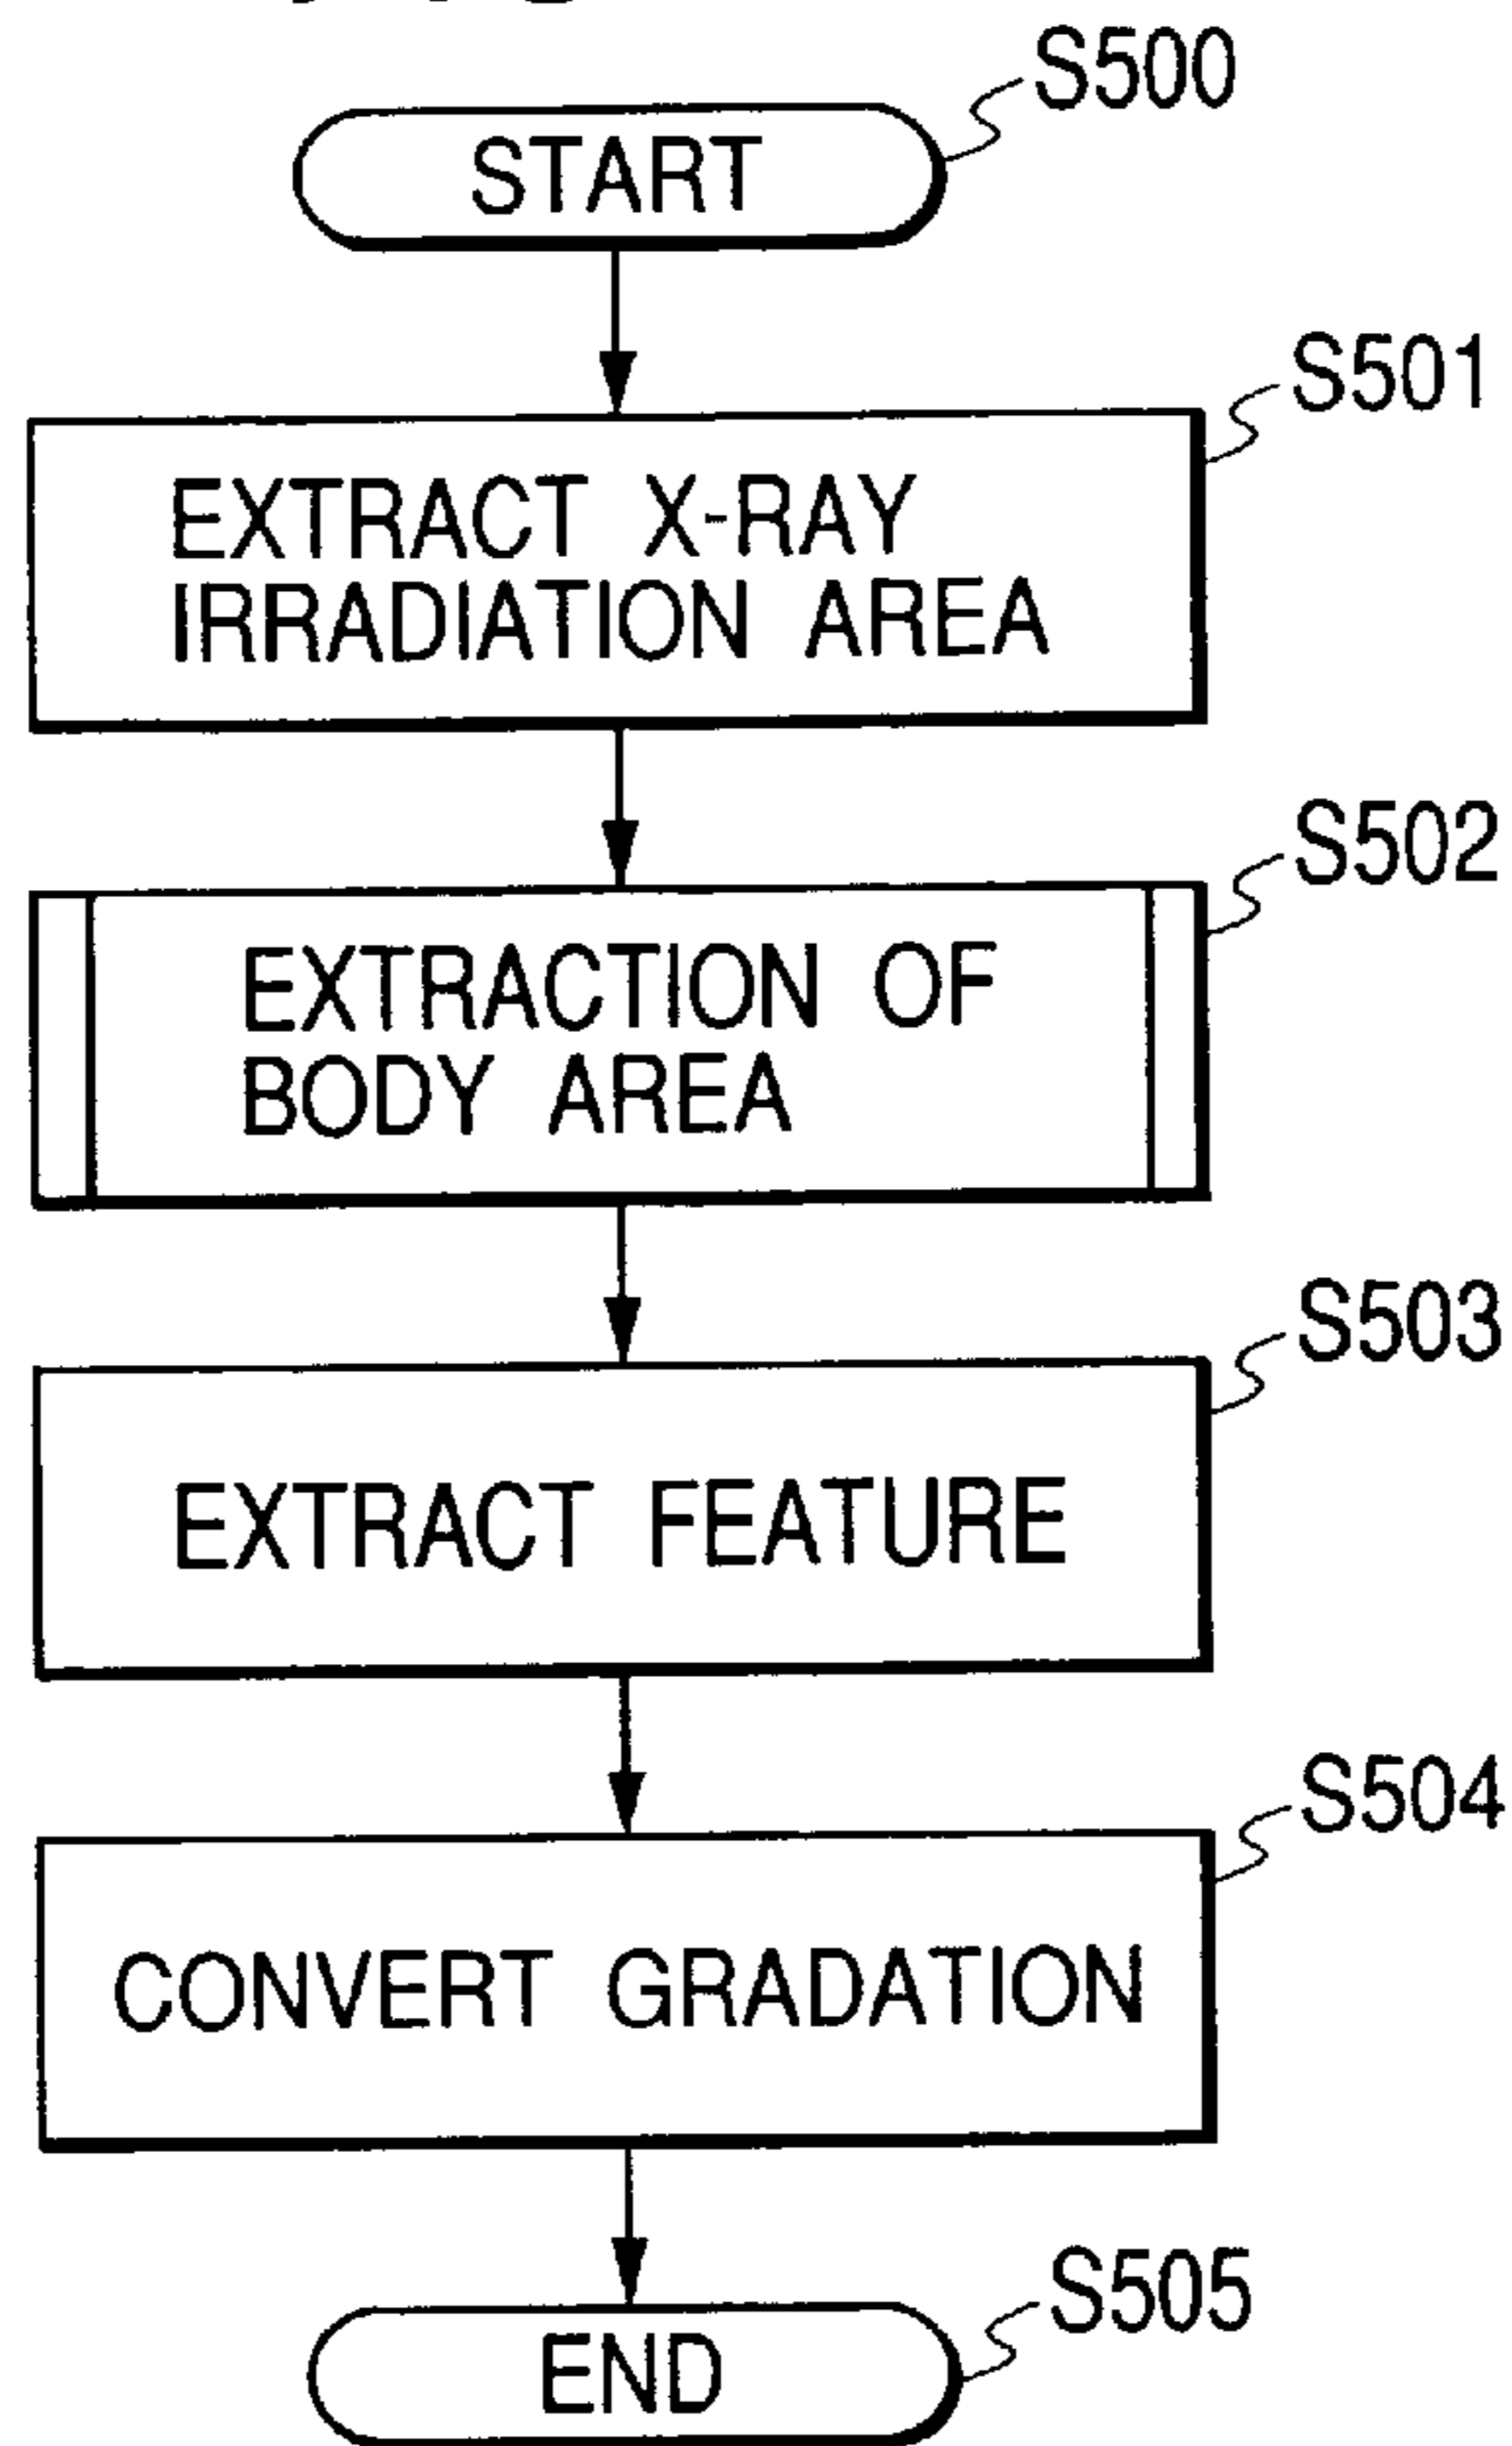 START
S500
EXTRACT X-RAY
IRRADIATION AREA
S501
EXTRACTION OF
BODY AREA
S502
EXTRACT FEATURE
S503
CONVERT GRADATION
S504
END
S505